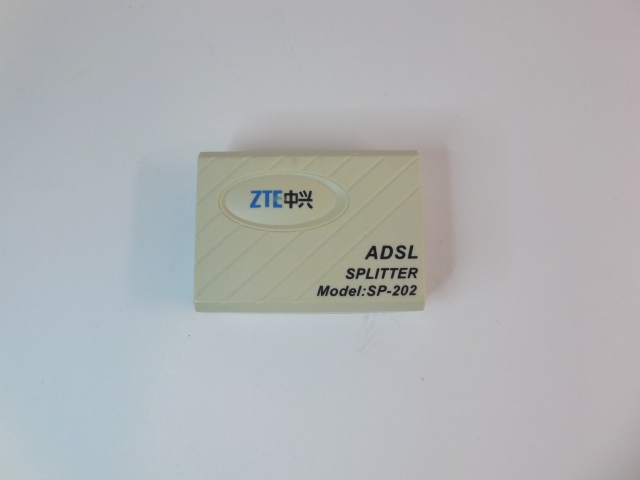 ZTE中兴
ADSL
SPLITTER
Model:SP-202